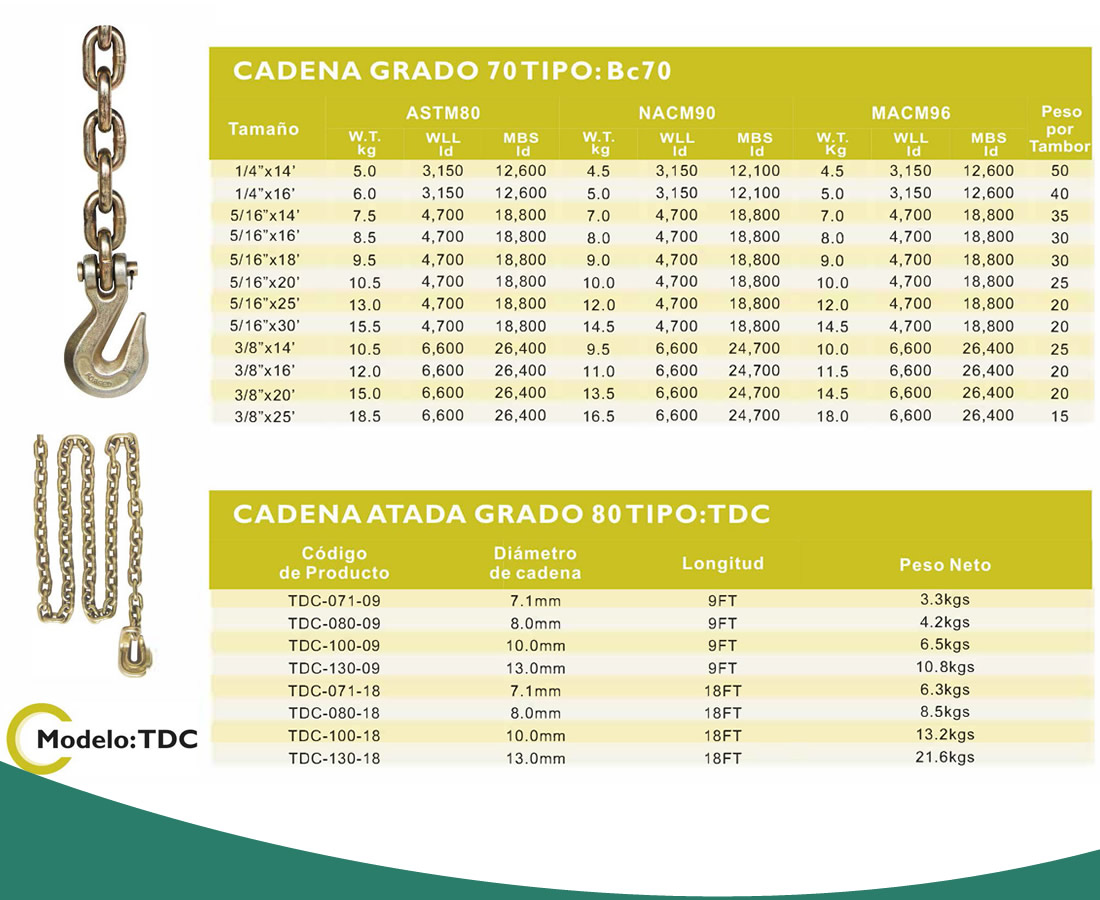 CADENA GRADO 70 TIPO: Bc70
Tamaño ASTM80 NACM90 MACM96 Peso por Tambor
W.T. kg WLL ld MBS ld W.T. kg WLL ld MBS ld W.T. Kg WLL ld MBS ld
1/4”x14’ 5.0 3,150 12,600 4.5 3,150 12,100 4.5 3,150 12,600 50
1/4”x16’ 6.0 3,150 12,600 5.0 3,150 12,100 5.0 3,150 12,600 40
5/16”x14’ 7.5 4,700 18,800 7.0 4,700 18,800 7.0 4,700 18,800 35
5/16”x16’ 8.5 4,700 18,800 8.0 4,700 18,800 8.0 4,700 18,800 30
5/16”x18’ 9.5 4,700 18,800 9.0 4,700 18,800 9.0 4,700 18,800 30
5/16”x20’ 10.5 4,700 18,800 10.0 4,700 18,800 10.0 4,700 18,800 25
5/16”x25’ 13.0 4,700 18,800 12.0 4,700 18,800 12.0 4,700 18,800 20
5/16”x30’ 15.5 4,700 18,800 14.5 4,700 18,800 14.5 4,700 18,800 20
3/8”x14’ 10.5 6,600 26,400 9.5 6,600 24,700 10.0 6,600 26,400 25
3/8”x16’ 12.0 6,600 26,400 11.0 6,600 24,700 11.5 6,600 26,400 20
3/8”x20’ 15.0 6,600 26,400 13.5 6,600 24,700 14.5 6,600 26,400 20
3/8”x25’ 18.5 6,600 26,400 16.5 6,600 24,700 18.0 6,600 26,400 15
CADENA ATADA GRADO 80 TIPO:TDC
Código de Producto Diámetro de cadena Longitud Peso Neto
TDC-071-09 7.1mm 9FT 3.3kgs
TDC-080-09 8.0mm 9FT 4.2kgs
TDC-100-09 10.0mm 9FT 6.5kgs
TDC-130-09 13.0mm 9FT 10.8kgs
TDC-071-18 7.1mm 18FT 6.3kgs
TDC-080-18 8.0mm 18FT 8.5kgs
TDC-100-18 10.0mm 18FT 13.2kgs
TDC-130-18 13.0mm 18FT 21.6kgs
Modelo:TDC